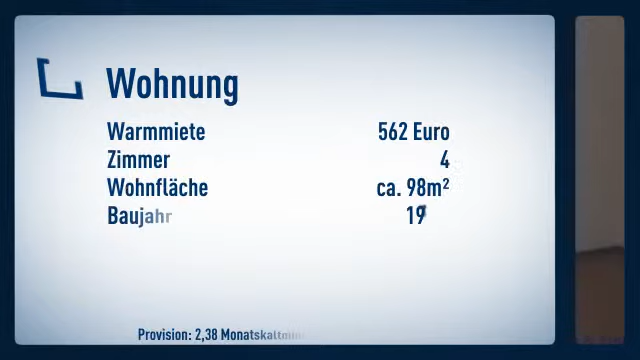 Wohnung
Warmmiete 562 Euro
Zimmer 4
Wohnfläche ca. 98m²
Baujahr 19
Provision: 2,38